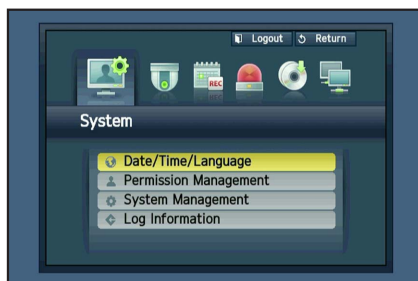 Logout Return
REC
System
Date/Time/Language
Permission Management
System Management
Log Information